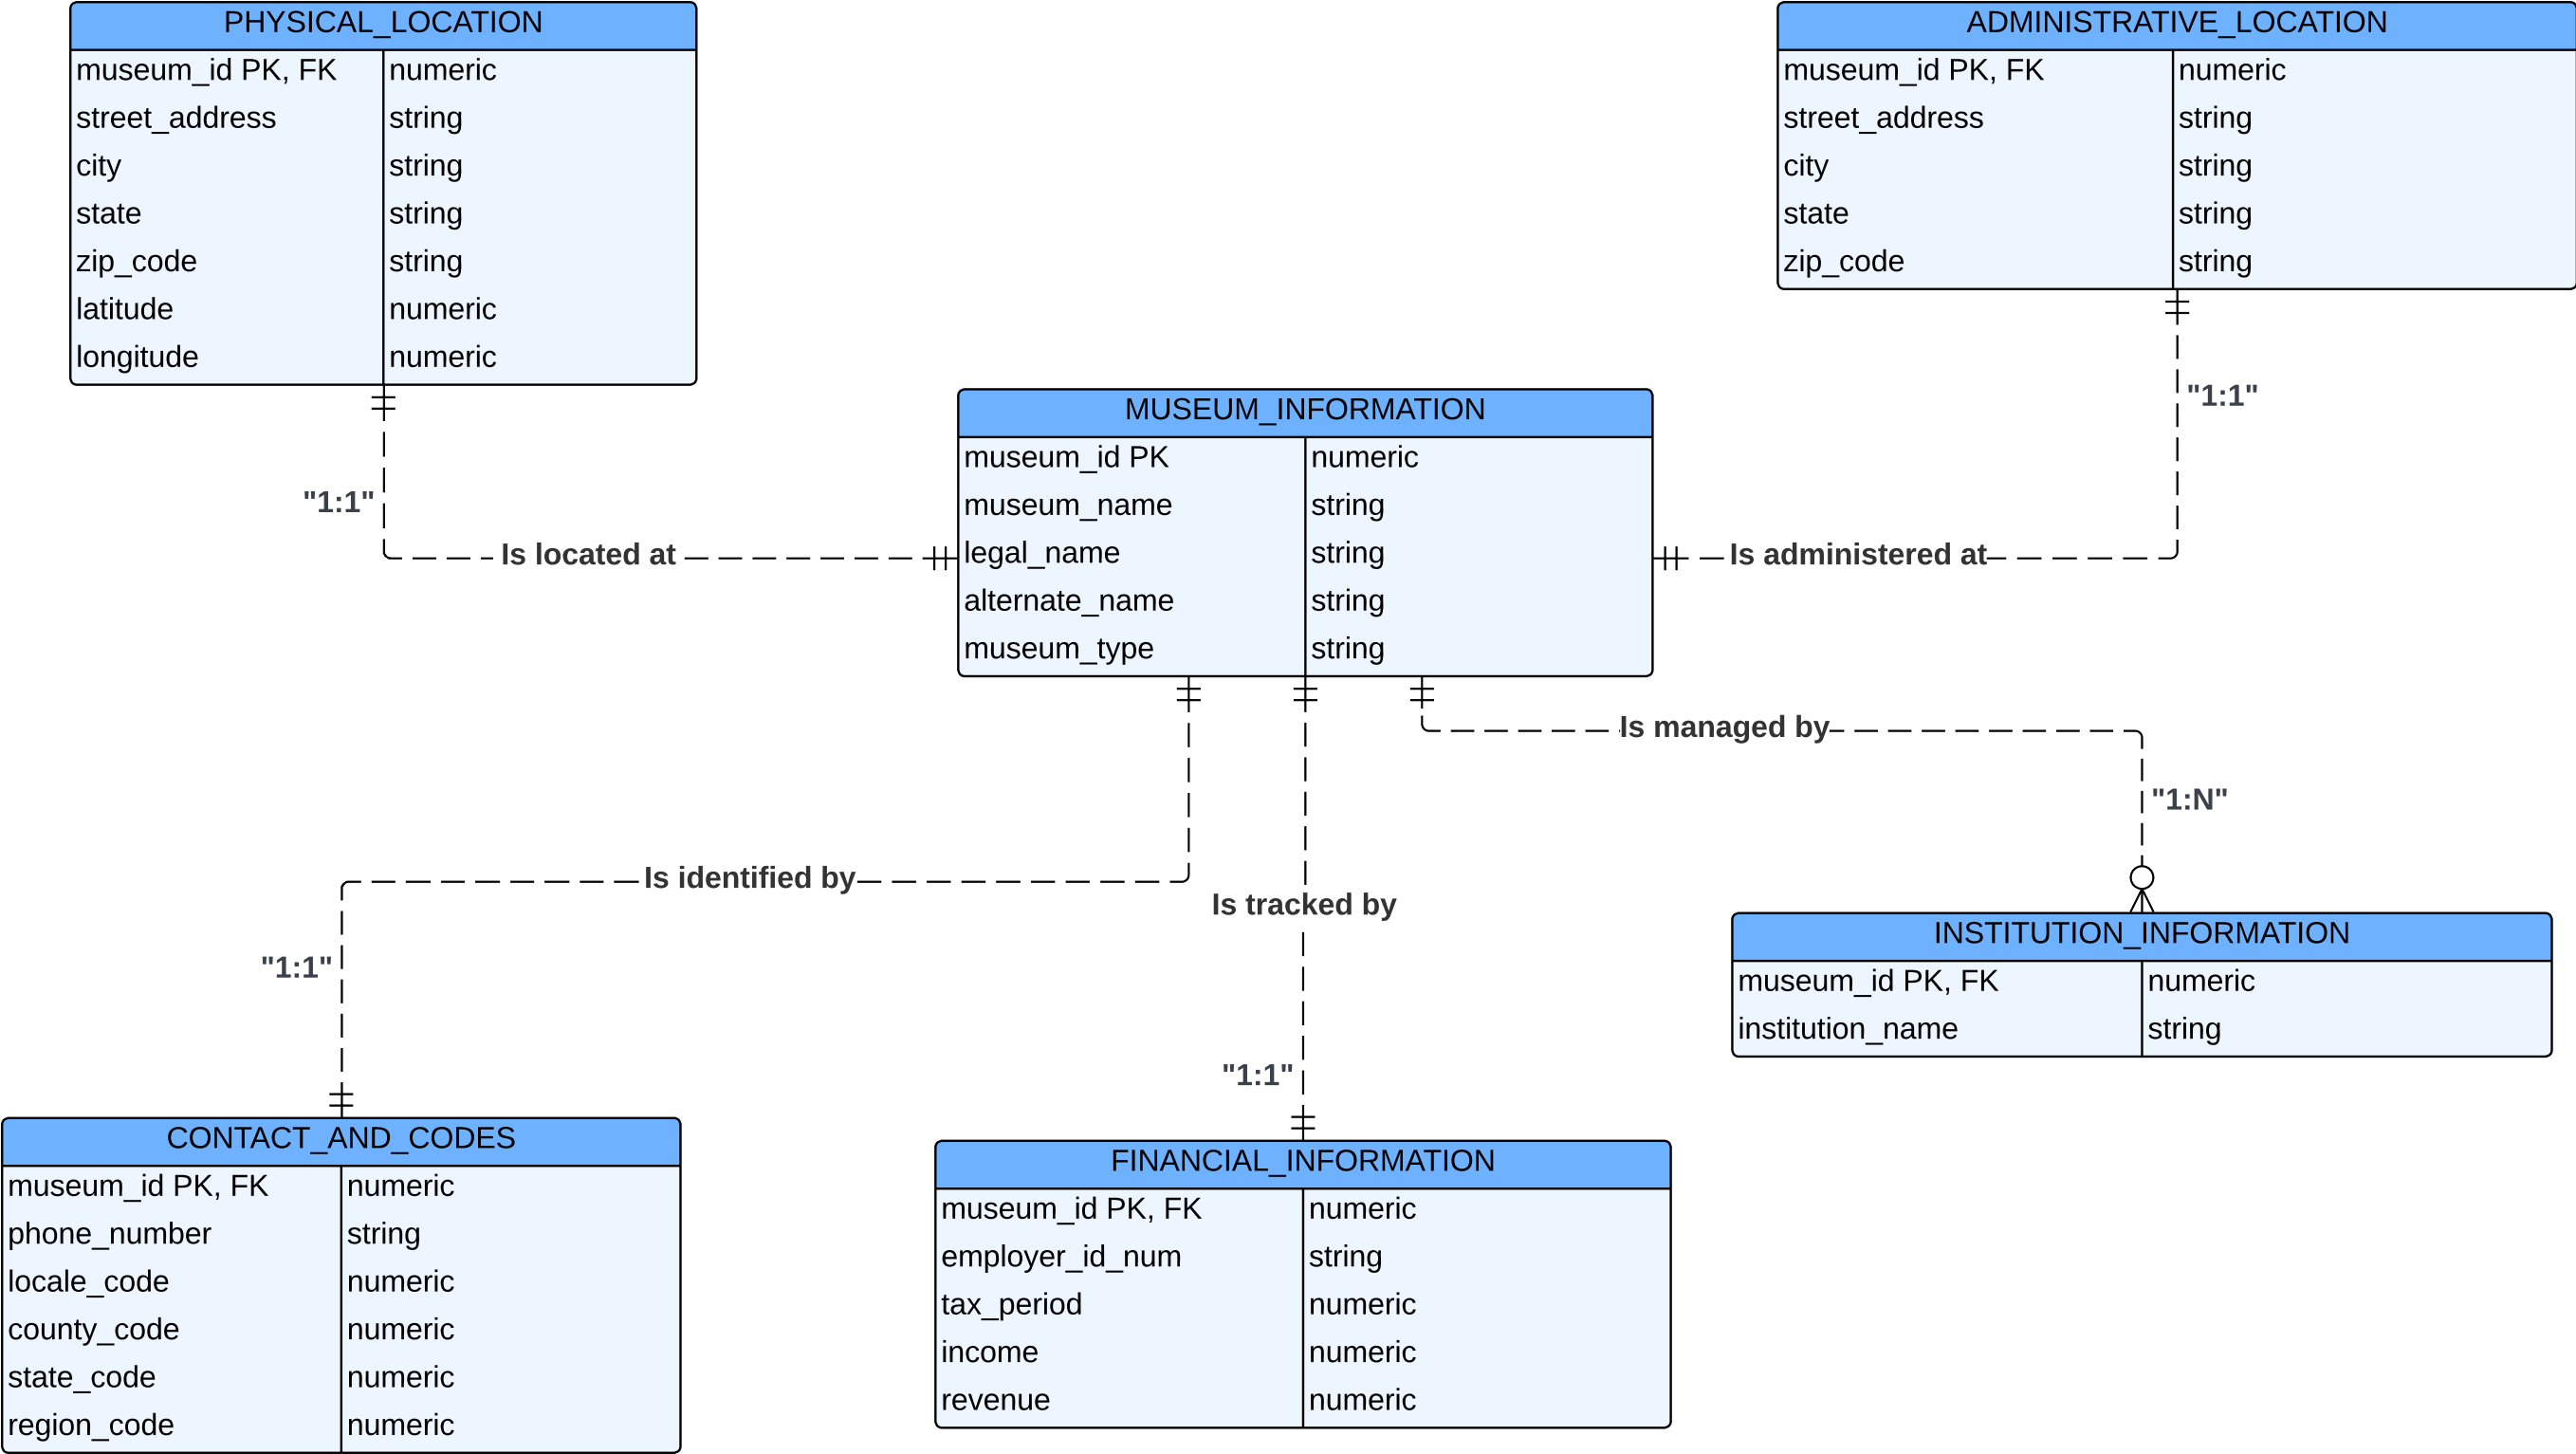 PHYSICAL_LOCATION
museum_id PK, FK numeric
street_address string
city string
state string
zip_code string
latitude numeric
longitude numeric
ADMINISTRATIVE_LOCATION
museum_id PK, FK numeric
street_address string
city string
state string
zip_code string
"1:1"
"1:1"
Is located at
Is administered at
MUSEUM_INFORMATION
museum_id PK numeric
museum_name string
legal_name string
alternate_name string
museum_type string
Is managed by
"1:N"
Is identified by
Is tracked by
"1:1"
"1:1"
INSTITUTION_INFORMATION
museum_id PK, FK numeric
institution_name string
CONTACT_AND_CODES
museum_id PK, FK numeric
phone_number string
locale_code numeric
county_code numeric
state_code numeric
region_code numeric
FINANCIAL_INFORMATION
museum_id PK, FK numeric
employer_id_num string
tax_period numeric
income numeric
revenue numeric